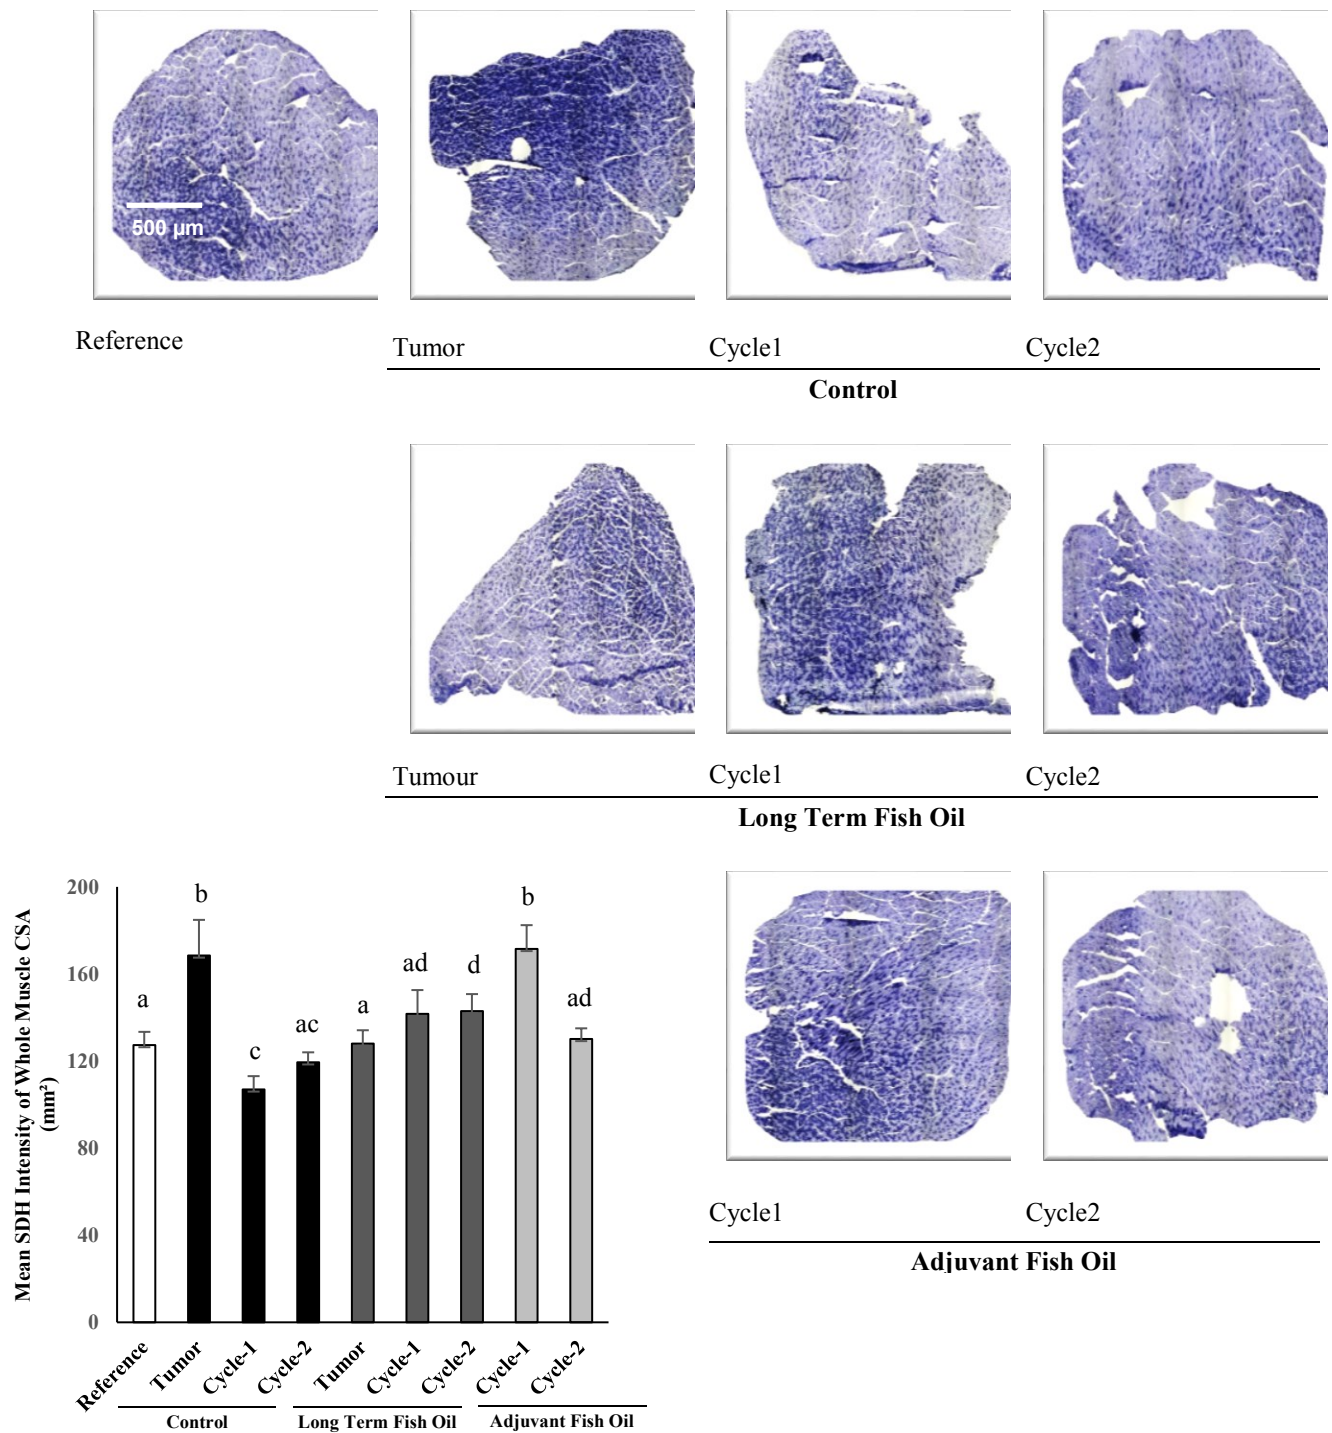 500 µm
Reference
Tumor
Cycle1
Cycle2
Control
Tumour
Cycle1
Cycle2
Long Term Fish Oil
Cycle1
Cycle2
Adjuvant Fish Oil
Mean SDH Intensity of Whole Muscle CSA
(mm²)
200
160
120
80
40
0
a
b
c
ac
a
ad
d
b
ad
Reference
Tumor
Cycle-1
Cycle-2
Tumor
Cycle-1
Cycle-2
Cycle-1
Cycle-2
Control
Long Term Fish Oil
Adjuvant Fish Oil